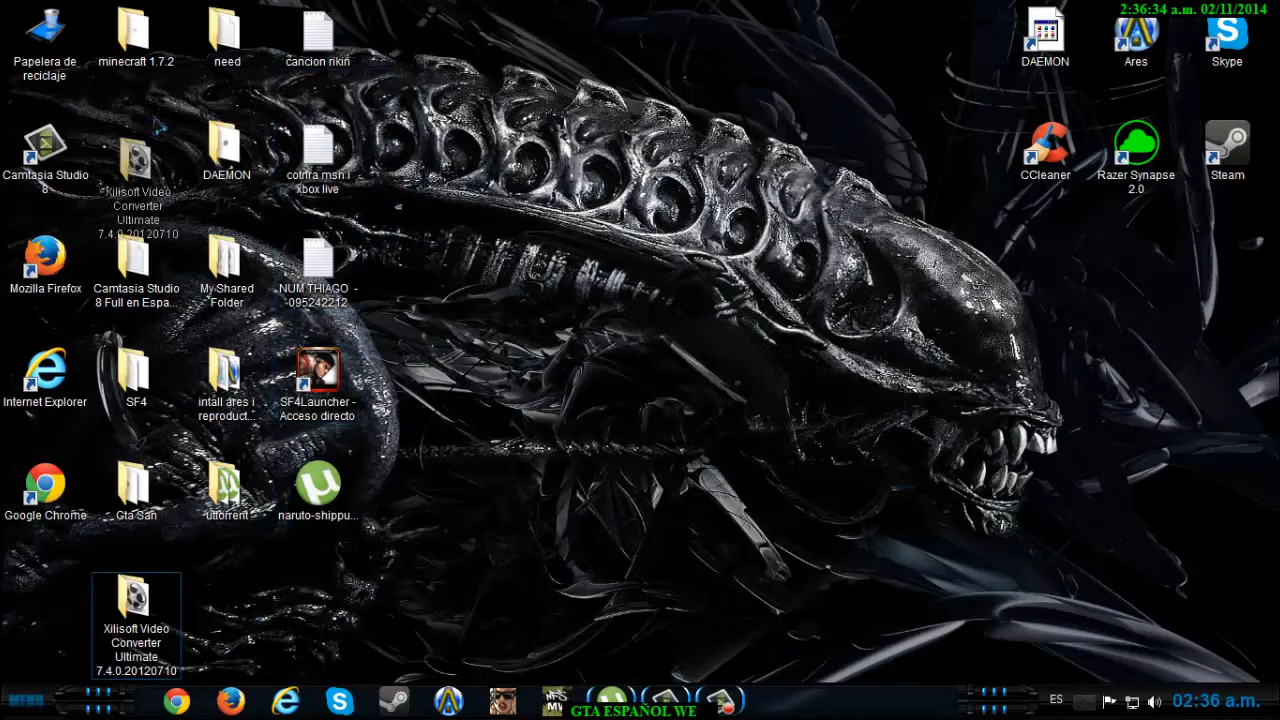 2:36:34 a.m. 02/11/2014
Papelera de
reciclaje
minecraft 1.7.2
need
cancion rixin
DAEMON
Ares
Skype
Camtasia Studio
8
Xilisoft Video
Converter
Ultimate
7.4.0.20120710
DAEMON
cotnra msn i
xbox live
CCleaner
Razer Synapse
2.0
Steam
Mozilla Firefox
Camtasia Studio
8 Full en Espa...
My Shared
Folder
NUM THIAGO -
-095242212
Internet Explorer
SF4
intall ares i
reproduct...
SF4Launcher -
Acceso directo
Google Chrome
Gta San
uttorrent
naruto-shippu...
Xilisoft Video
Converter
Ultimate
7.4.0.20120710
MENU
GTA ESPAÑOL WE
ES
02:36 a.m.